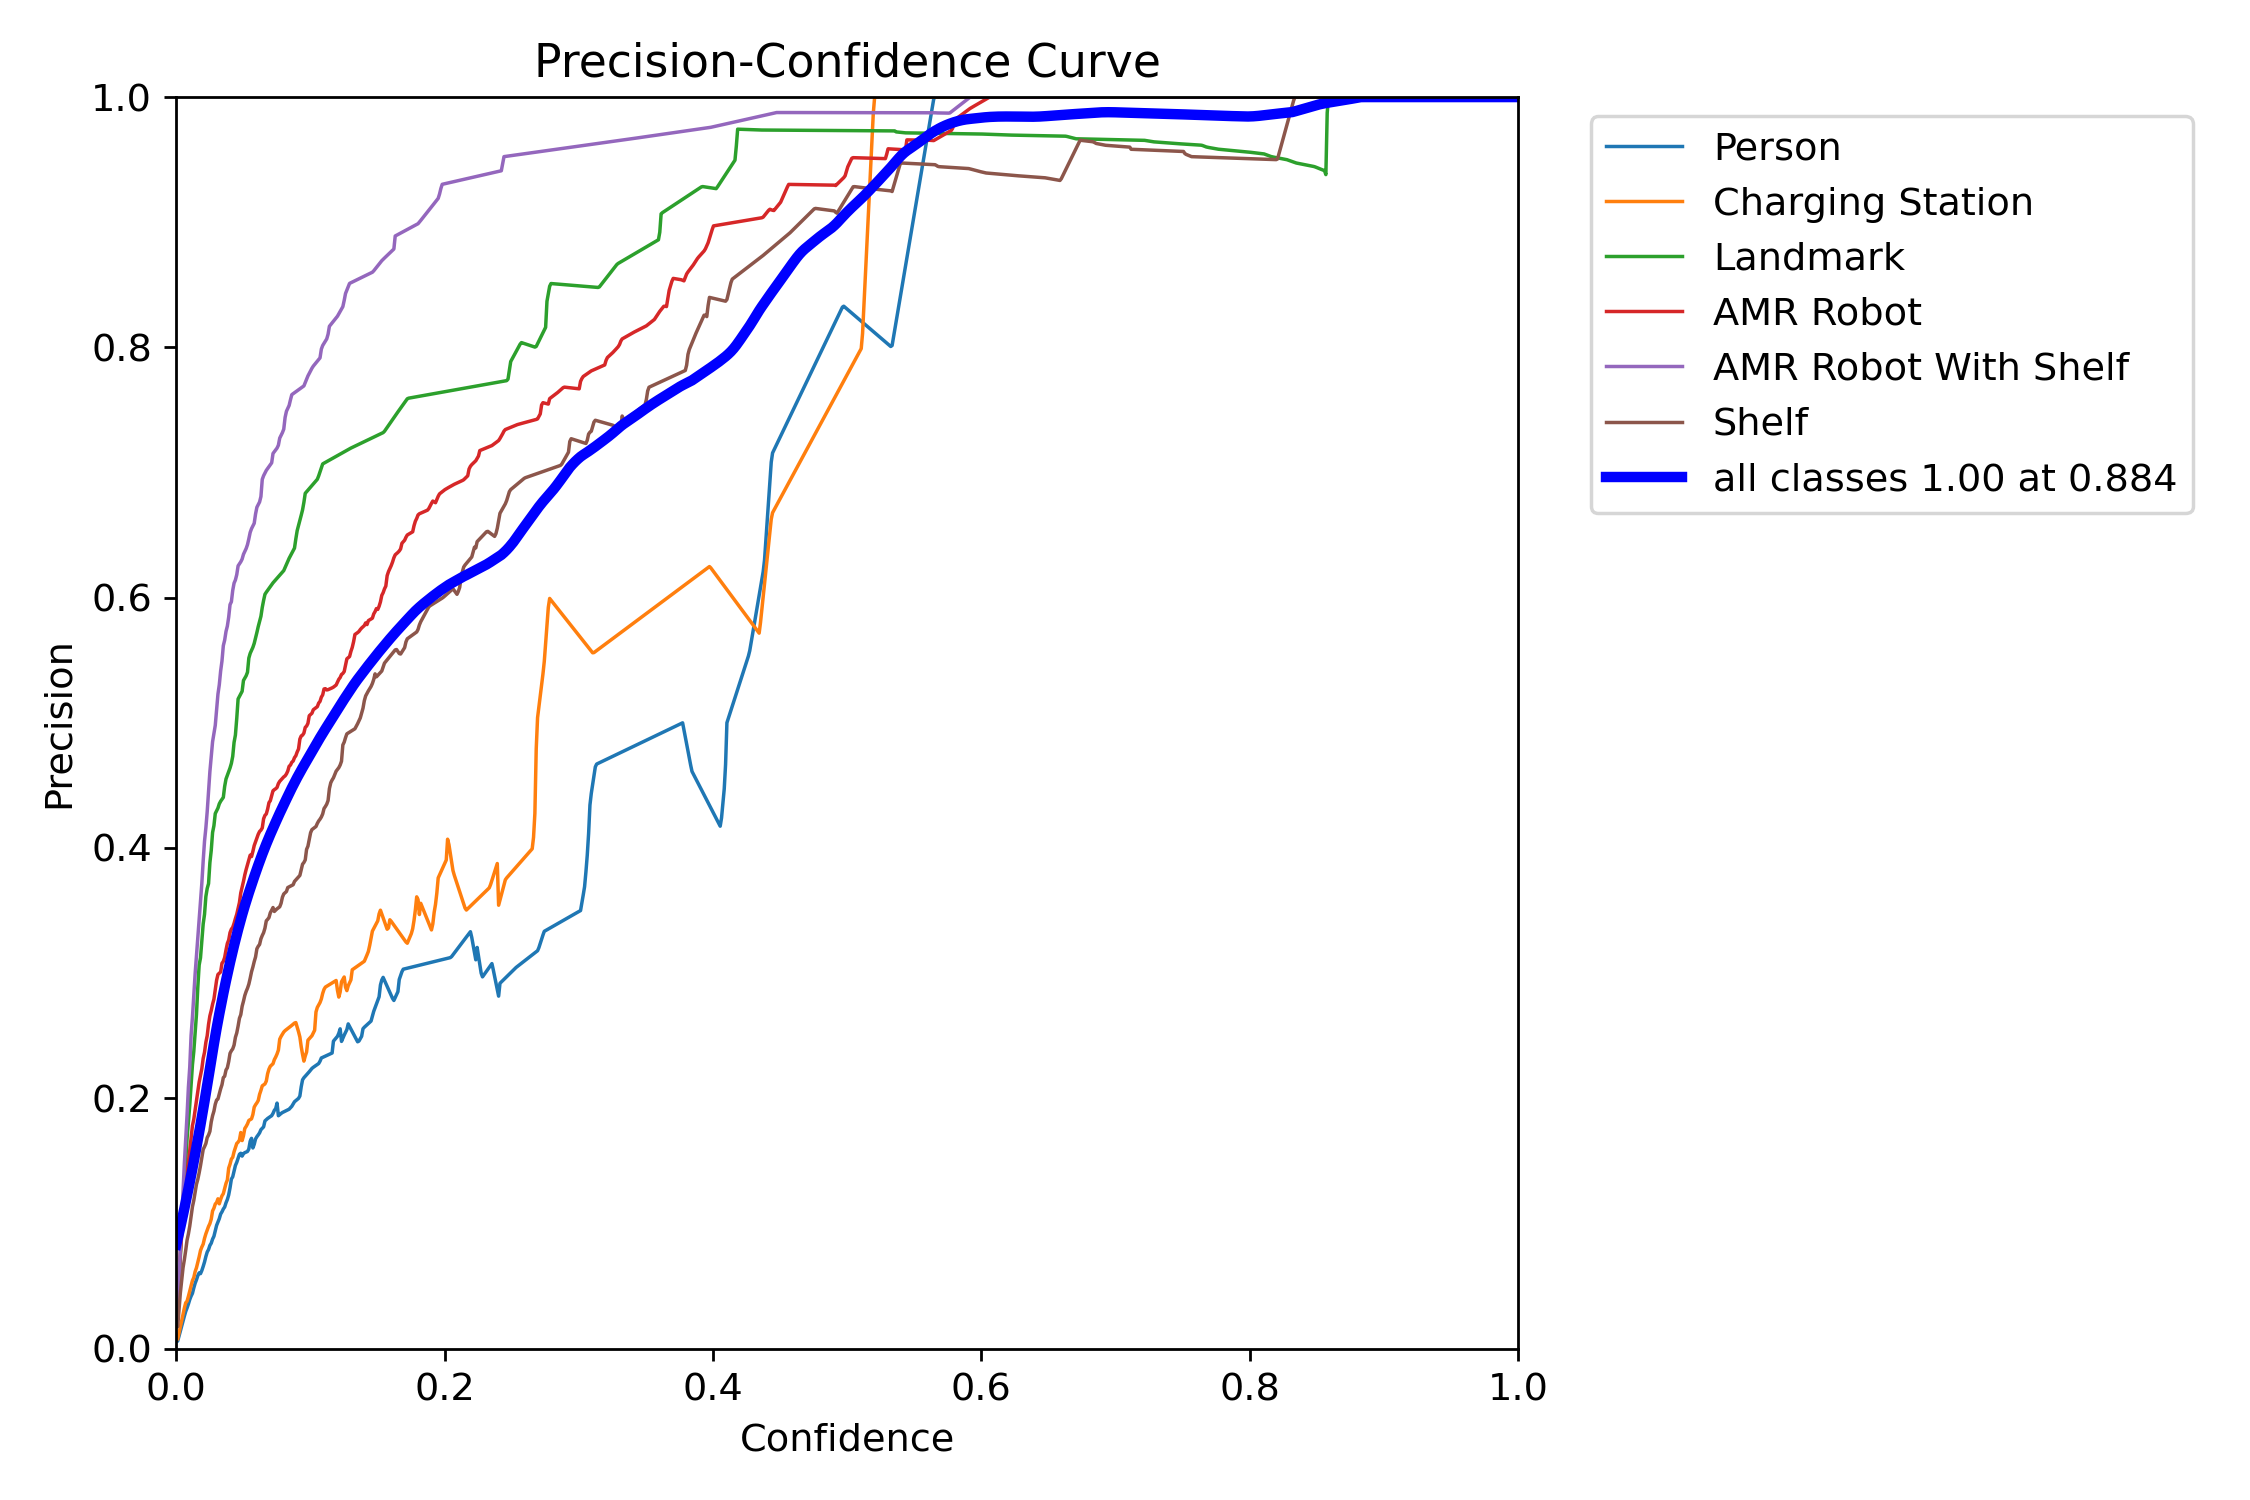 Precision-Confidence Curve
1.0
0.8
0.6
0.4
0.2
0.0
Precision
0.0 0.2 0.4 0.6 0.8 1.0
Confidence
Person
Charging Station
Landmark
AMR Robot
AMR Robot With Shelf
Shelf
all classes 1.00 at 0.884